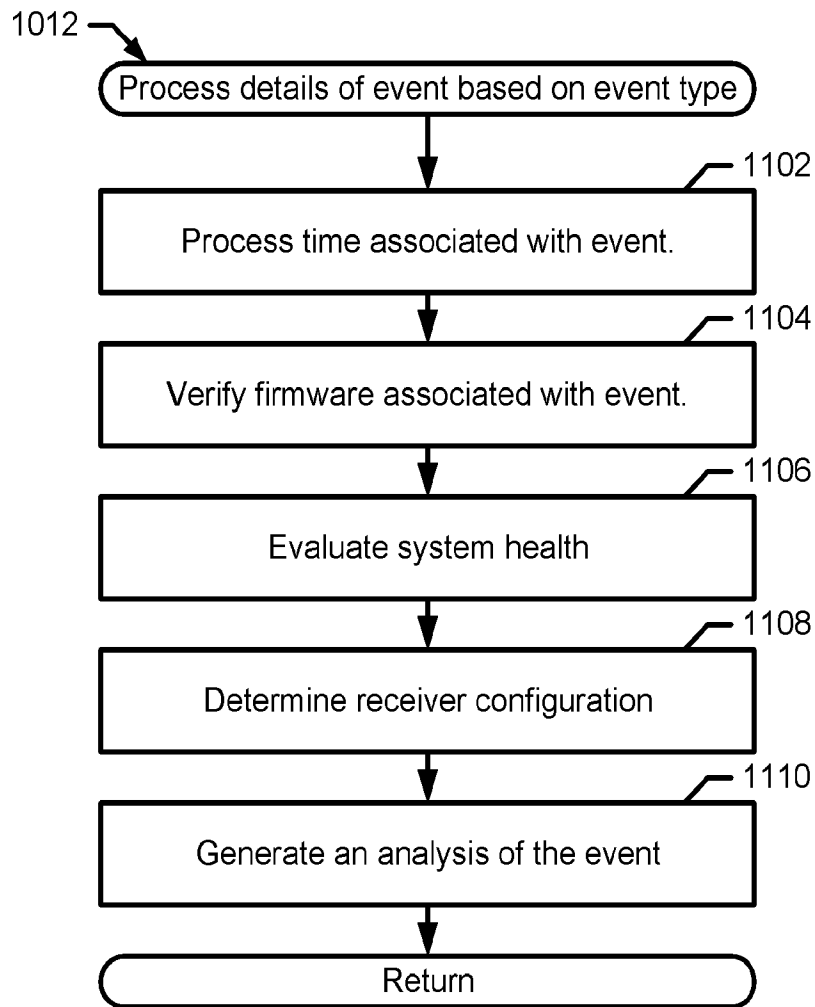 1012
Process details of event based on event type
1102
Process time associated with event.
1104
Verify firmware associated with event.
1106
Evaluate system health
1108
Determine receiver configuration
1110
Generate an analysis of the event
Return